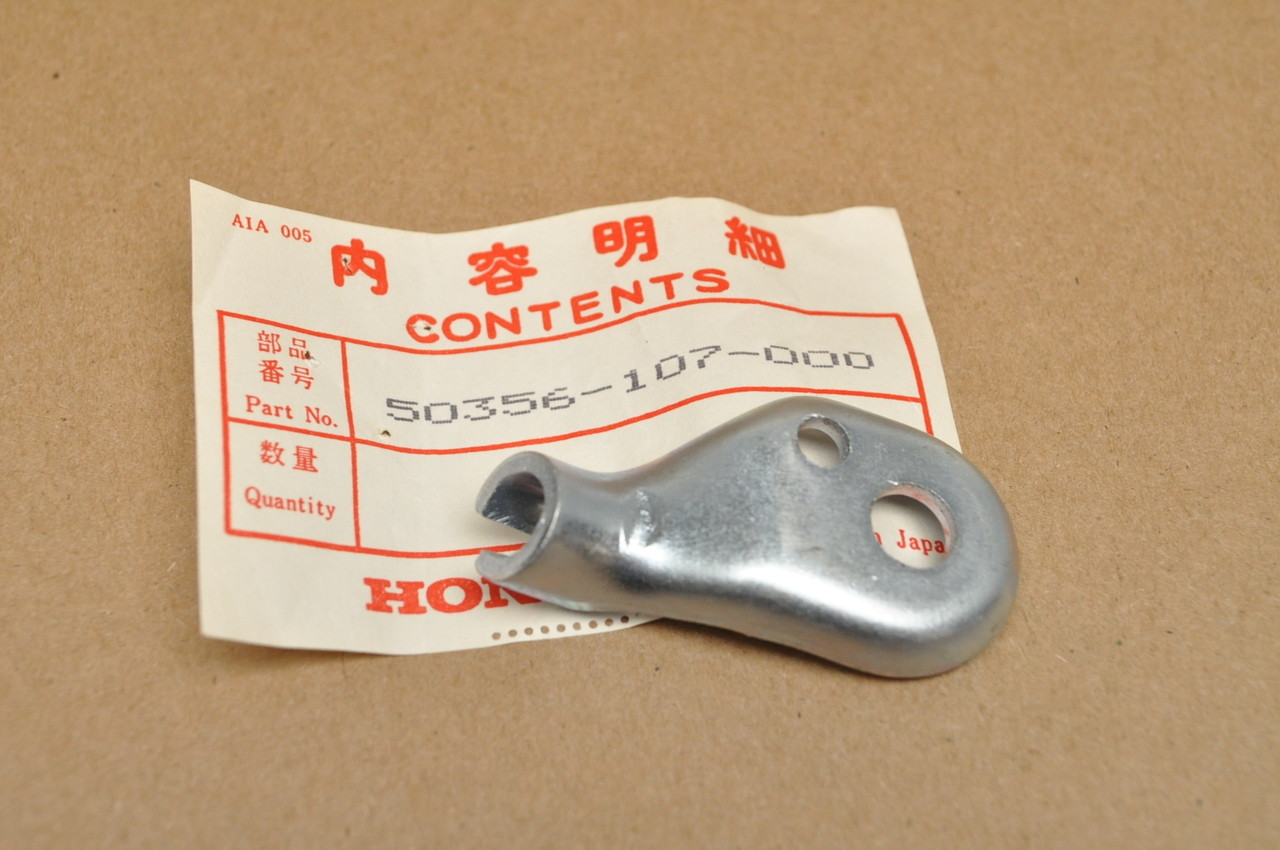 AIA 005
内容明細
CONTENTS
部品
番号
Part No.
50356-107-000
数量
Quantity
HON
Japa